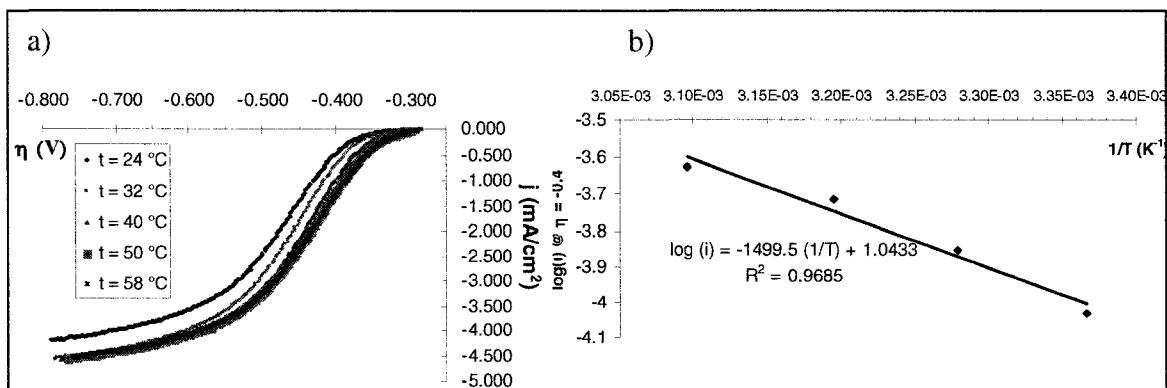 a)
-0.800 -0.700 -0.600 -0.500 -0.400 -0.300
0.000
-0.500
-1.000
-1.500
-2.000
-2.500
-3.000
-3.500
-4.000
-4.500
-5.000
η (V)
j (mA/cm²)
t = 24 °C
t = 32 °C
t = 40 °C
t = 50 °C
t = 58 °C
b)
3.05E-03 3.10E-03 3.15E-03 3.20E-03 3.25E-03 3.30E-03 3.35E-03 3.40E-03
1/T (K⁻¹)
-3.5
-3.6
-3.7
-3.8
-3.9
-4
-4.1
log(i) @ η = -0.4
log (i) = -1499.5 (1/T) + 1.0433
R² = 0.9685